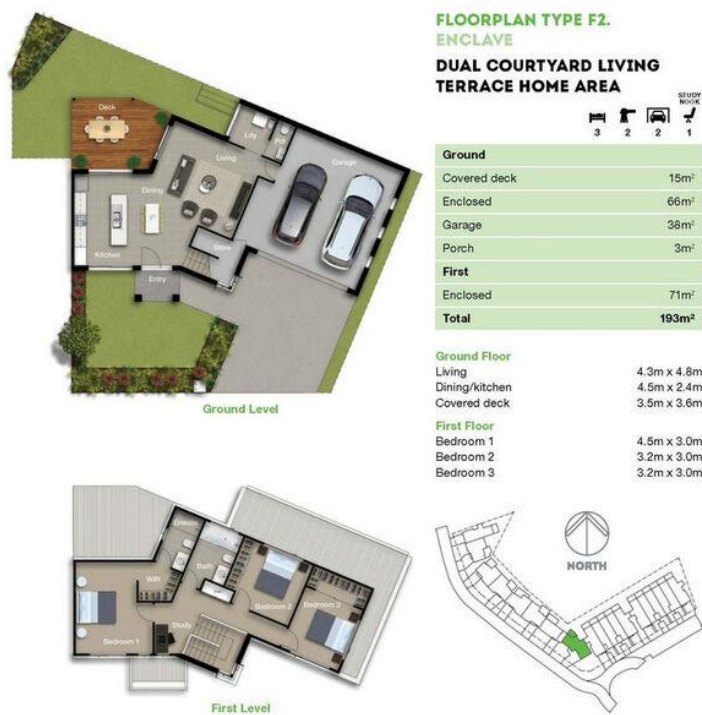 FLOORPLAN TYPE F2.
ENCLAVE
DUAL COURTYARD LIVING
TERRACE HOME AREA
STUDY
NOOK
3 2 2 1
Ground
Covered deck 15m²
Enclosed 66m²
Garage 38m²
Porch 3m²
First
Enclosed 71m²
Total 193m²
Ground Floor
Living 4.3m x 4.8m
Dining/kitchen 4.5m x 2.4m
Covered deck 3.5m x 3.6m
First Floor
Bedroom 1 4.5m x 3.0m
Bedroom 2 3.2m x 3.0m
Bedroom 3 3.2m x 3.0m
NORTH
Deck
L'dy
Pdr
Living
Garage
Dining
Store
Kitchen
Entry
Ground Level
Ensuite
Bath
WIR
Bedroom 2
Bedroom 3
Study
Bedroom 1
First Level